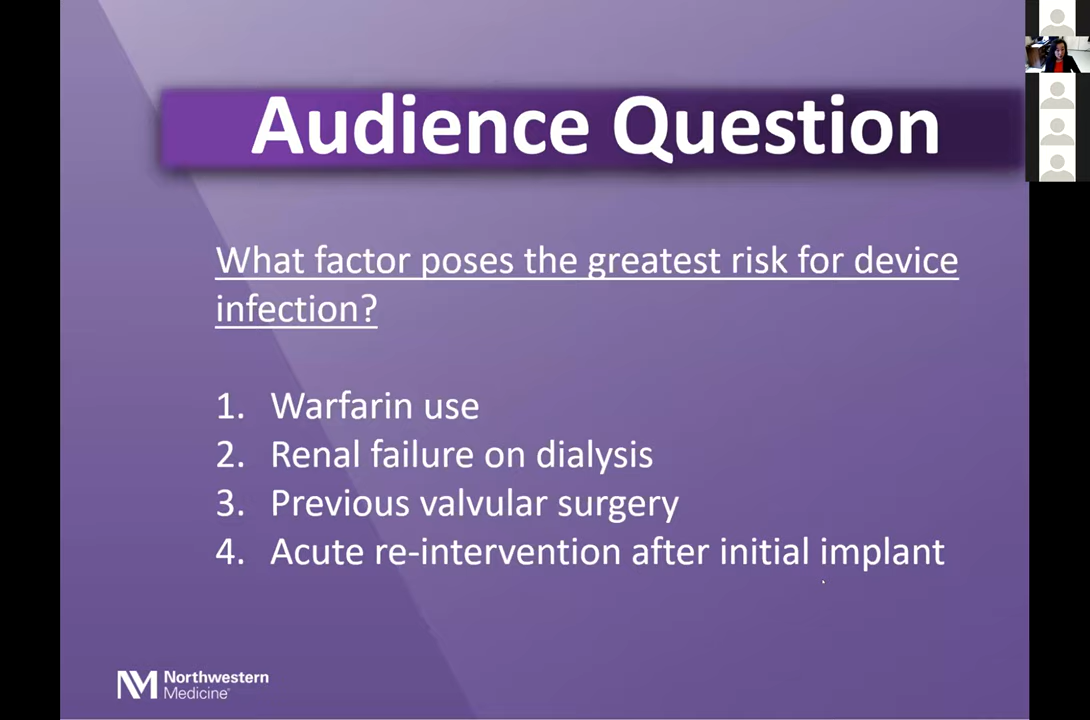 Audience Question
What factor poses the greatest risk for device
infection?
1. Warfarin use
2. Renal failure on dialysis
3. Previous valvular surgery
4. Acute re-intervention after initial implant
NM Northwestern
Medicine